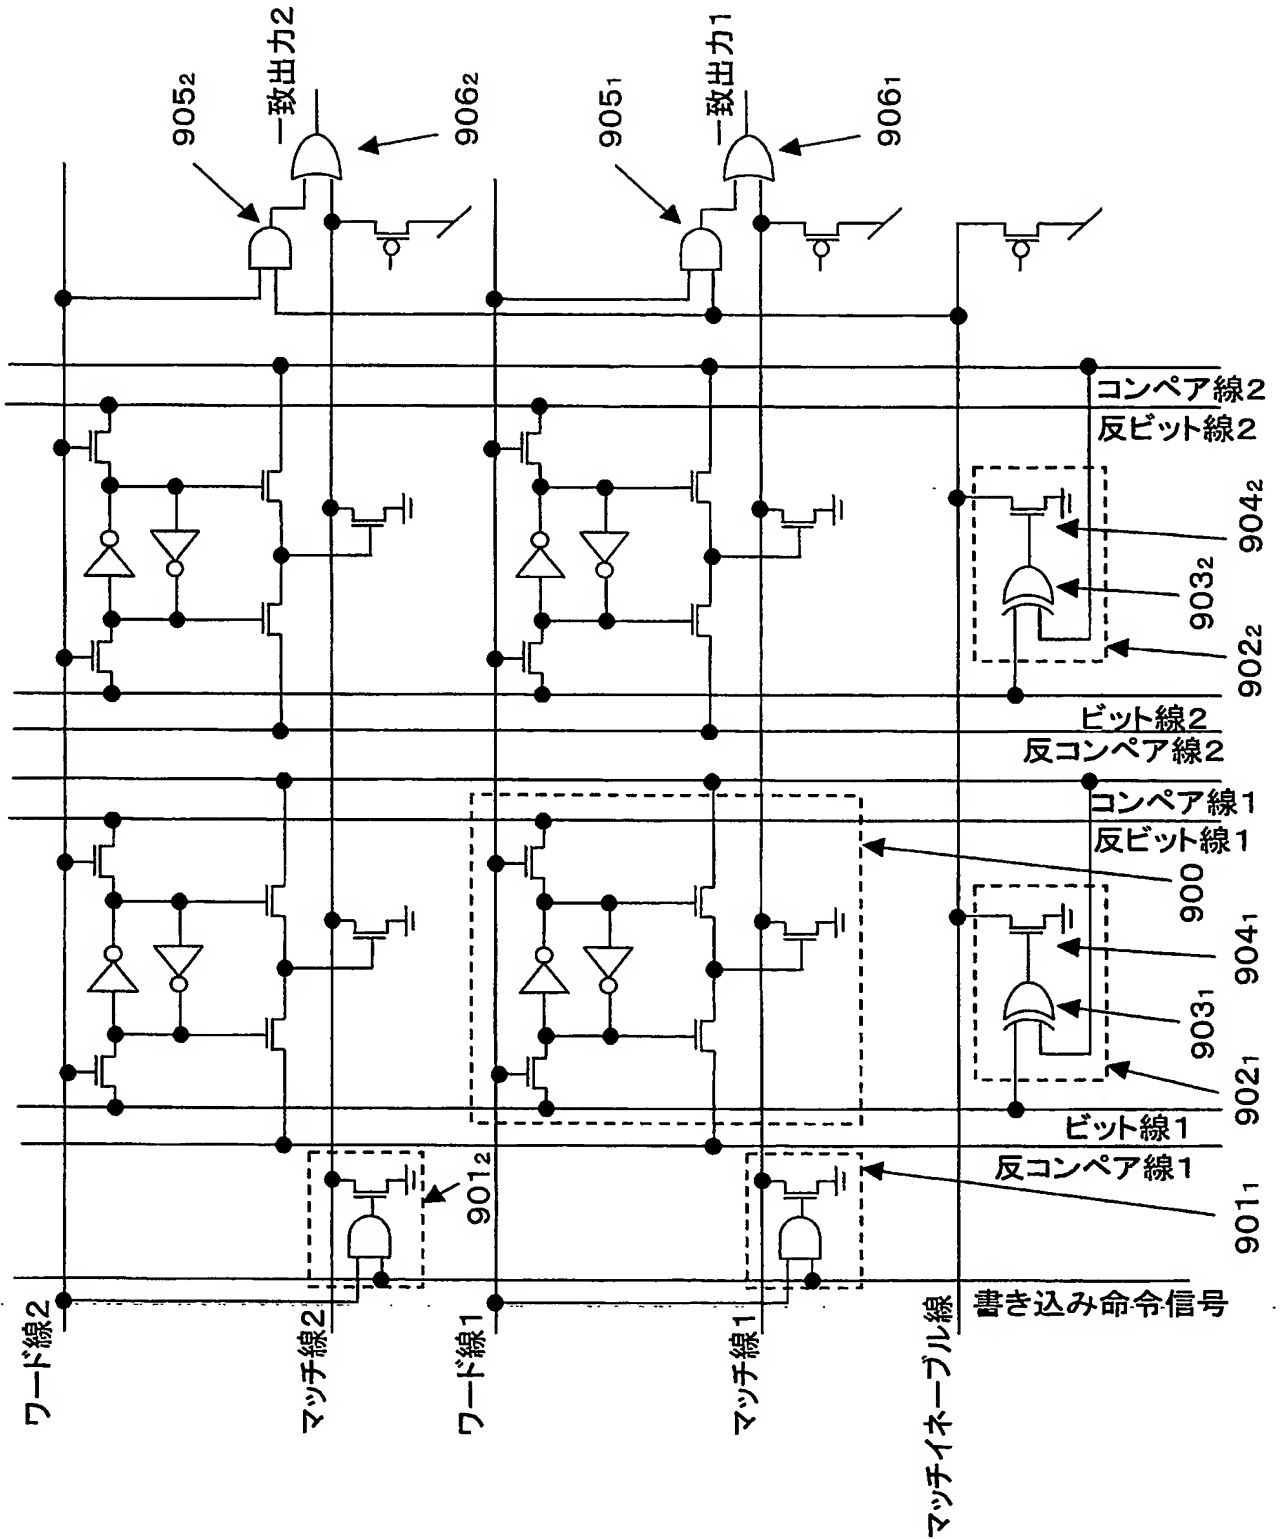 一致出力2
905₂
906₂
一致出力1
905₁
906₁
コンペア線2
反ビット線2
904₂
903₂
902₂
ビット線2
反コンペア線2
コンペア線1
反ビット線1
900
904₁
903₁
902₁
ビット線1
反コンペア線1
901₂
901₁
書き込み命令信号
ワード線2
マッチ線2
ワード線1
マッチ線1
マッチイネーブル線